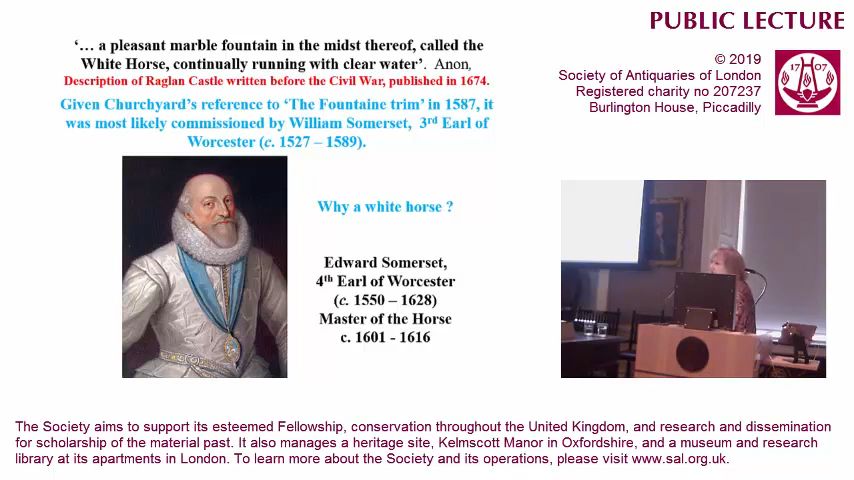 PUBLIC LECTURE
‘… a pleasant marble fountain in the midst thereof, called the
White Horse, continually running with clear water’. Anon,
Description of Raglan Castle written before the Civil War, published in 1674.
Given Churchyard’s reference to ‘The Fountaine trim’ in 1587, it
was most likely commissioned by William Somerset, 3rd Earl of
Worcester (c. 1527 – 1589).
Why a white horse ?
Edward Somerset,
4th Earl of Worcester
(c. 1550 – 1628)
Master of the Horse
c. 1601 - 1616
© 2019
Society of Antiquaries of London
Registered charity no 207237
Burlington House, Piccadilly
1707
The Society aims to support its esteemed Fellowship, conservation throughout the United Kingdom, and research and dissemination
for scholarship of the material past. It also manages a heritage site, Kelmscott Manor in Oxfordshire, and a museum and research
library at its apartments in London. To learn more about the Society and its operations, please visit www.sal.org.uk.